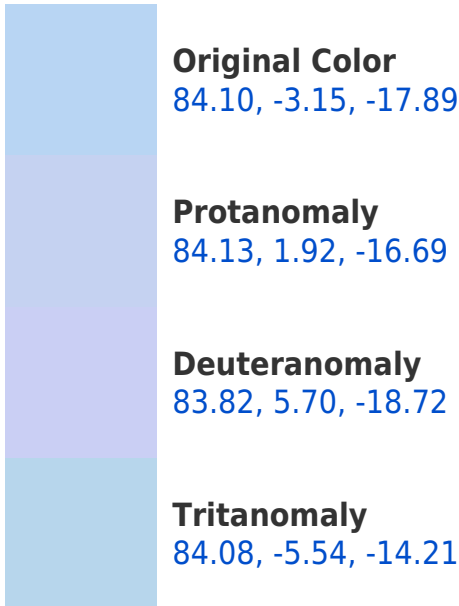 Original Color
84.10, -3.15, -17.89
Protanomaly
84.13, 1.92, -16.69
Deuteranomaly
83.82, 5.70, -18.72
Tritanomaly
84.08, -5.54, -14.21